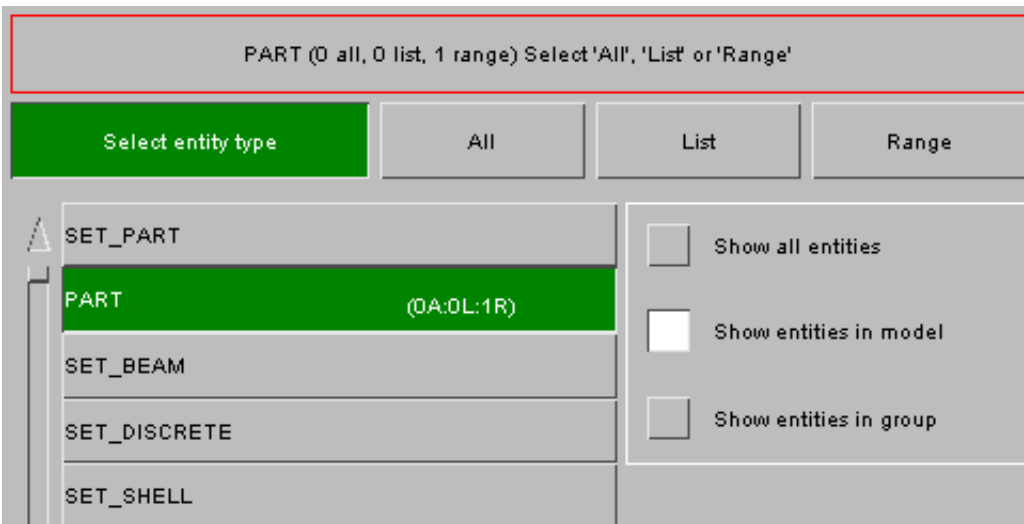 PART (0 all, 0 list, 1 range) Select 'All', 'List' or 'Range'
Select entity type
All
List
Range
SET_PART
PART (0A:0L:1R)
SET_BEAM
SET_DISCRETE
SET_SHELL
Show all entities
Show entities in model
Show entities in group